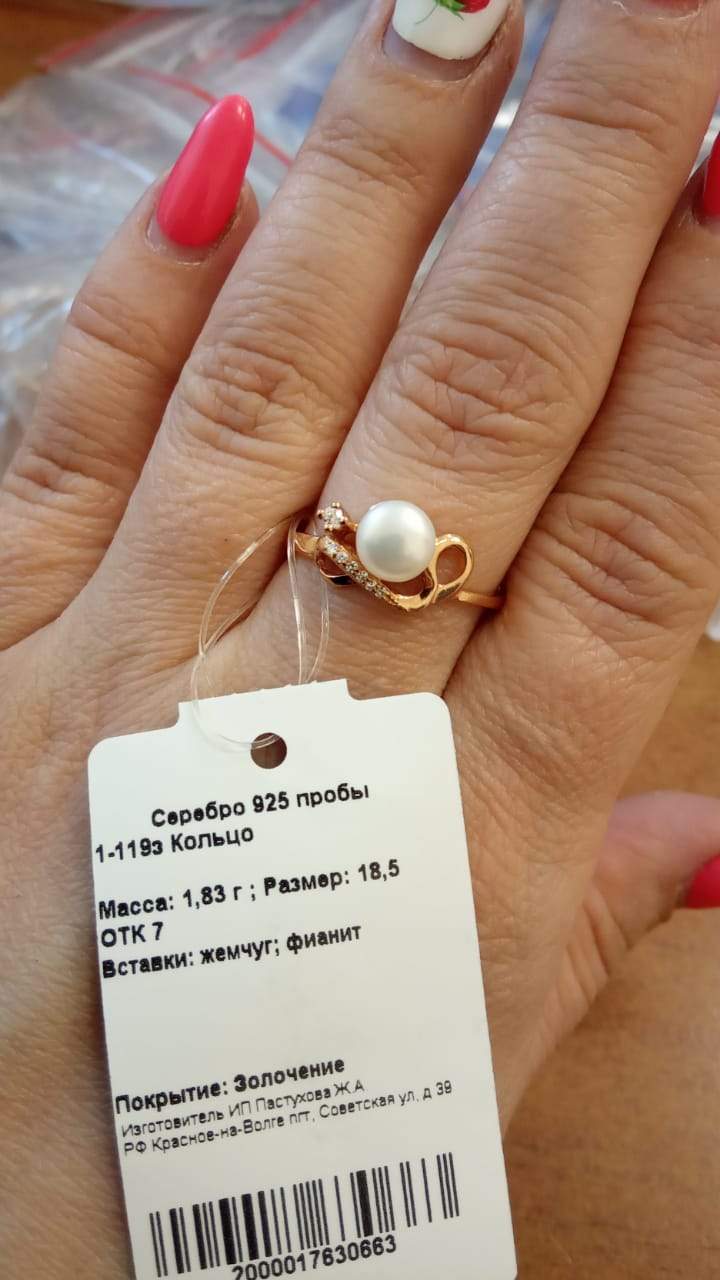 Серебро 925 пробы
1-119з Кольцо
Масса: 1,83 г ; Размер: 18,5
ОТК 7
Вставки: жемчуг; фианит
Покрытие: Золочение
Изготовитель ИП Пастухова Ж.А
РФ Красное-на-Волге пгт, Советская ул, д 39
2000017630663